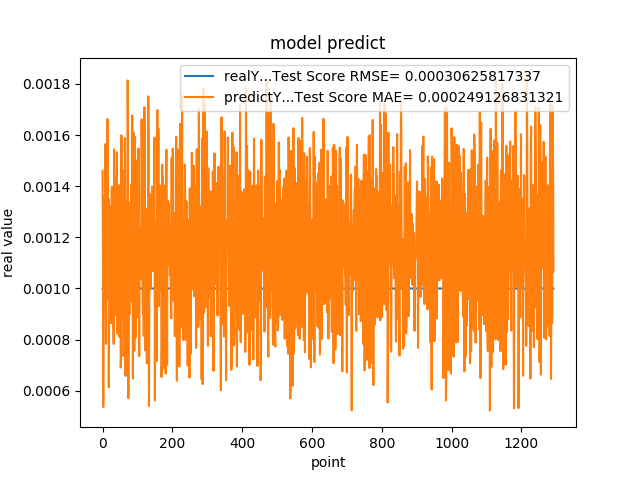 model predict
realY...Test Score RMSE= 0.00030625817337
predictY...Test Score MAE= 0.000249126831321
real value
0.0018
0.0016
0.0014
0.0012
0.0010
0.0008
0.0006
0 200 400 600 800 1000 1200
point